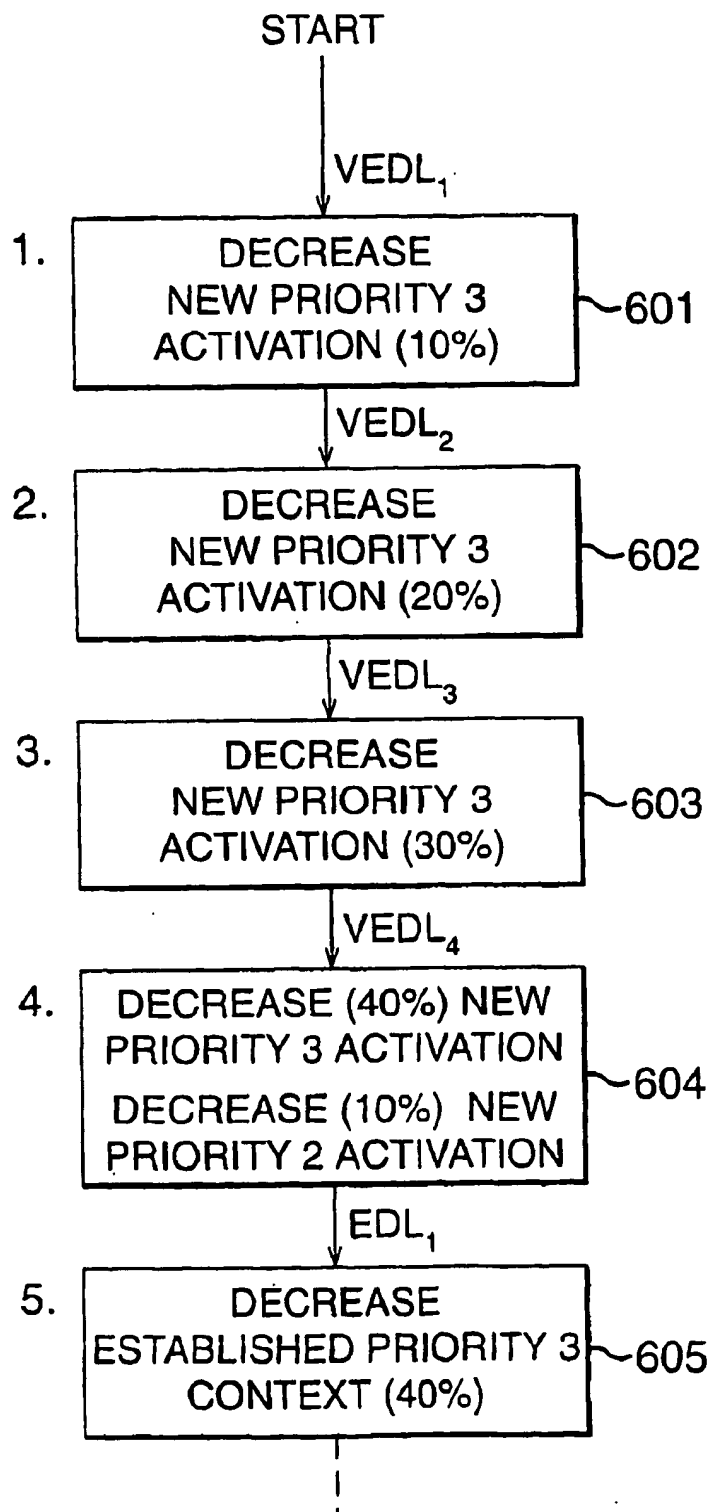 START
VEDL₁
1.
DECREASE
NEW PRIORITY 3
ACTIVATION (10%)
601
VEDL₂
2.
DECREASE
NEW PRIORITY 3
ACTIVATION (20%)
602
VEDL₃
3.
DECREASE
NEW PRIORITY 3
ACTIVATION (30%)
603
VEDL₄
4.
DECREASE (40%) NEW
PRIORITY 3 ACTIVATION
DECREASE (10%) NEW
PRIORITY 2 ACTIVATION
604
EDL₁
5.
DECREASE
ESTABLISHED PRIORITY 3
CONTEXT (40%)
605